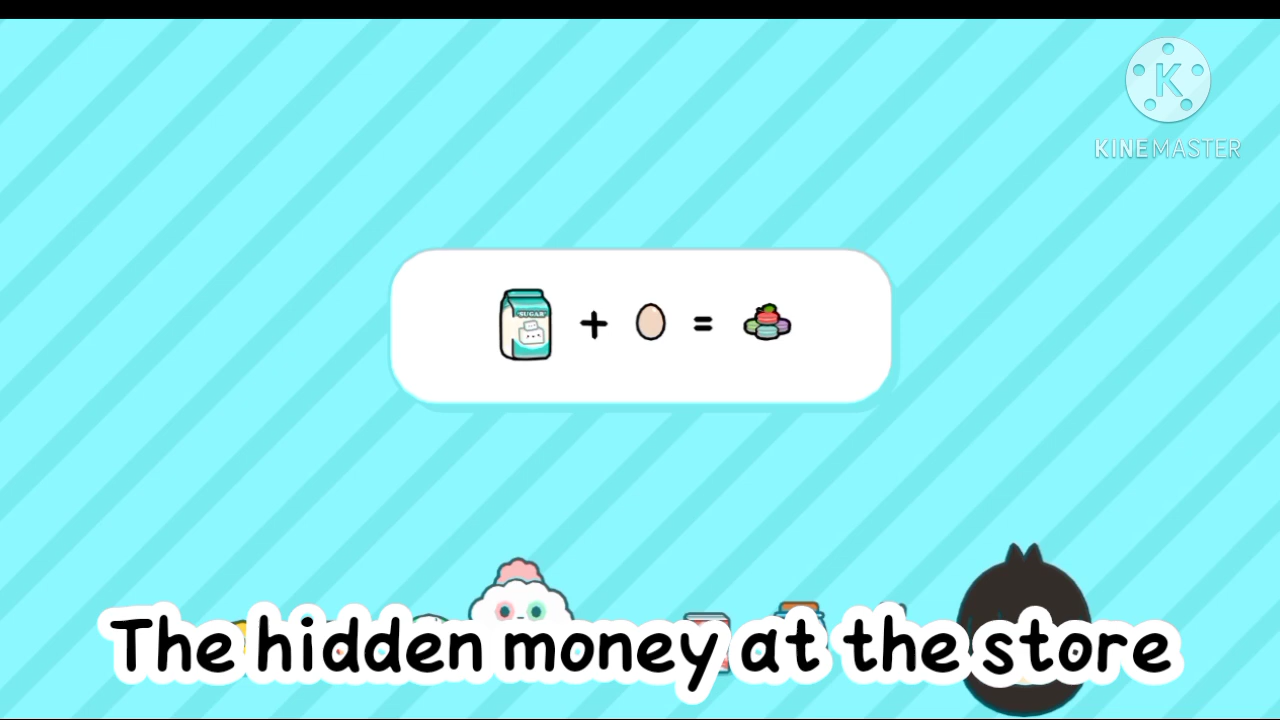 KINEMASTER
SUGAR
+ =
The hidden money at the store